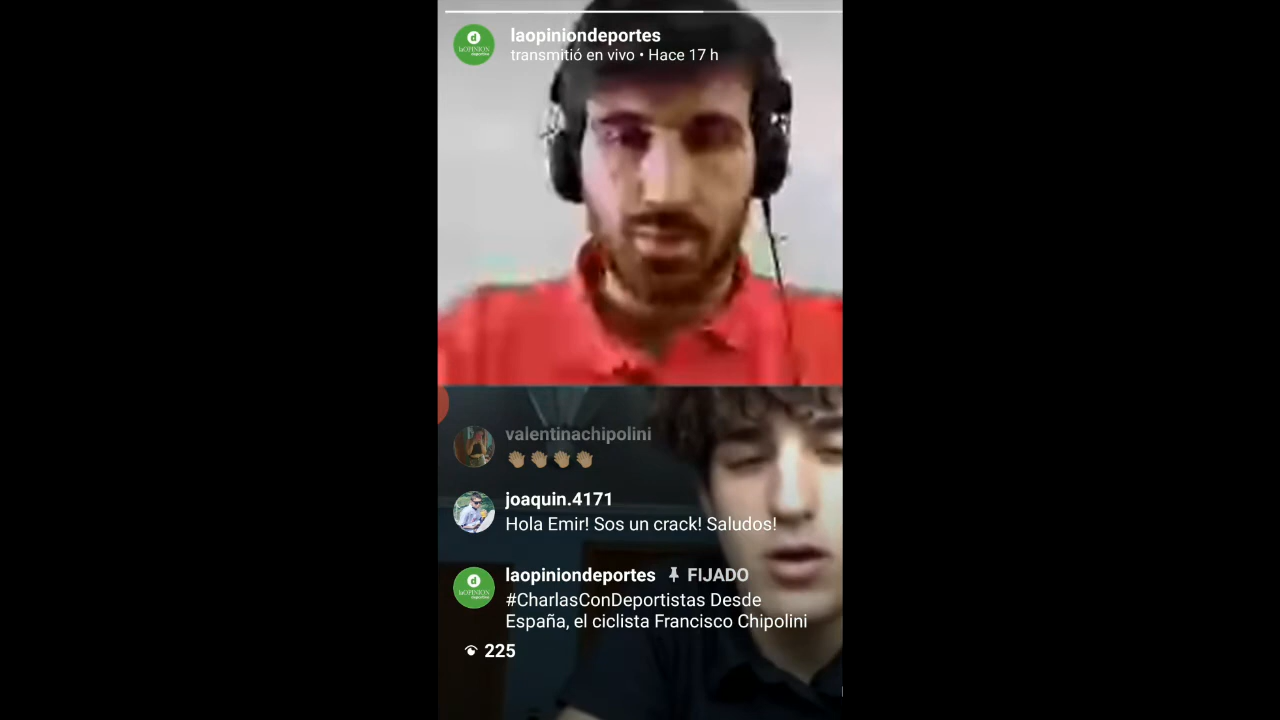 laopiniondeportes
transmitió en vivo • Hace 17 h
valentinachipolini
👏👏👏👏
joaquin.4171
Hola Emir! Sos un crack! Saludos!
laopiniondeportes FIJADO
#CharlasConDeportistas Desde
España, el ciclista Francisco Chipolini
225